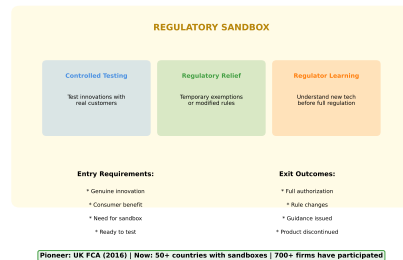 REGULATORY SANDBOX
Controlled Testing
Test innovations with
real customers
Regulatory Relief
Temporary exemptions
or modified rules
Regulator Learning
Understand new tech
before full regulation
Entry Requirements:
* Genuine innovation
* Consumer benefit
* Need for sandbox
* Ready to test
Exit Outcomes:
* Full authorization
* Rule changes
* Guidance issued
* Product discontinued
Pioneer: UK FCA (2016) | Now: 50+ countries with sandboxes | 700+ firms have participated